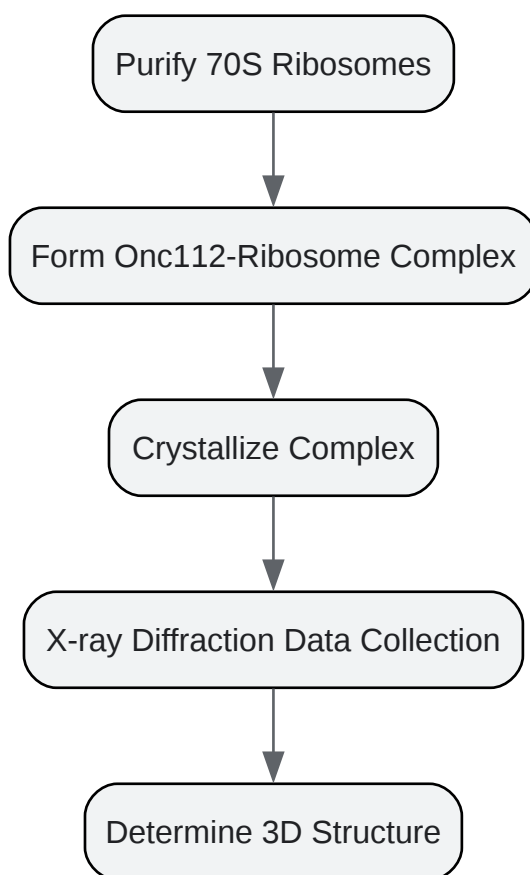 Purify 70S Ribosomes
Form Onc112-Ribosome Complex
Crystallize Complex
X-ray Diffraction Data Collection
Determine 3D Structure